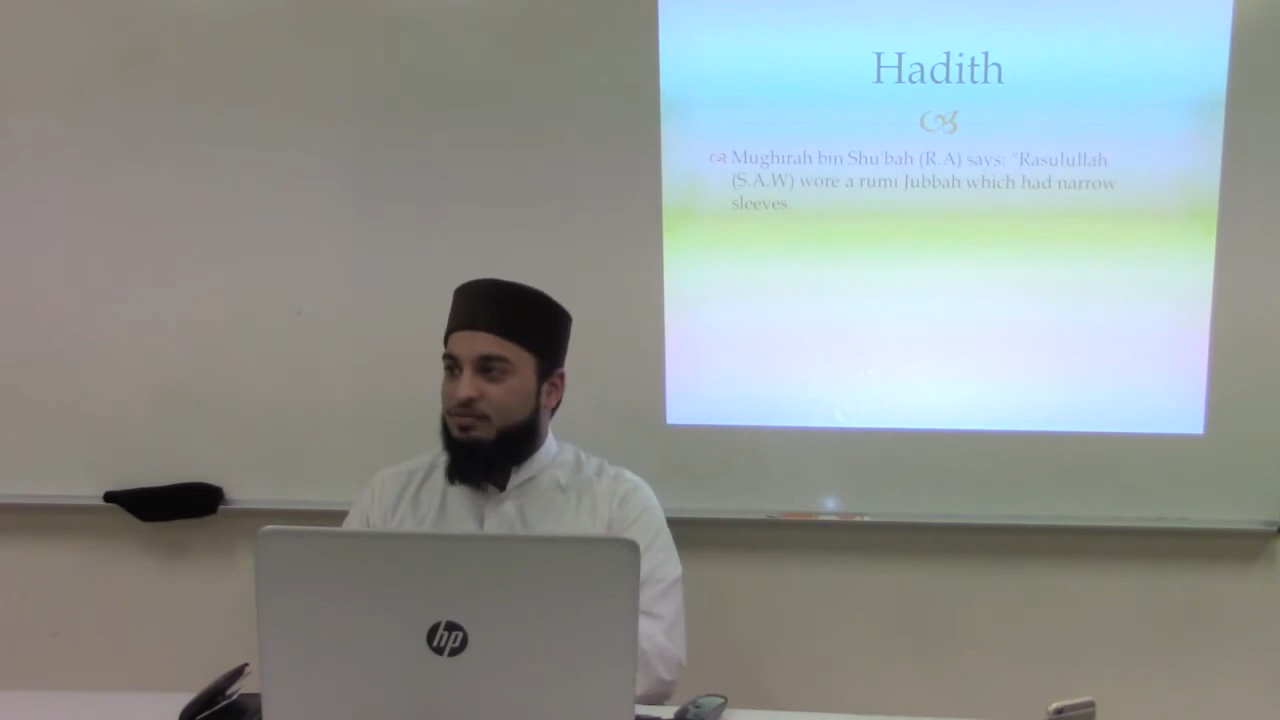 Hadith
Mughirah bin Shu'bah (R.A) says: "Rasulullah
(S.A.W) wore a rumi Jubbah which had narrow
sleeves.
hp